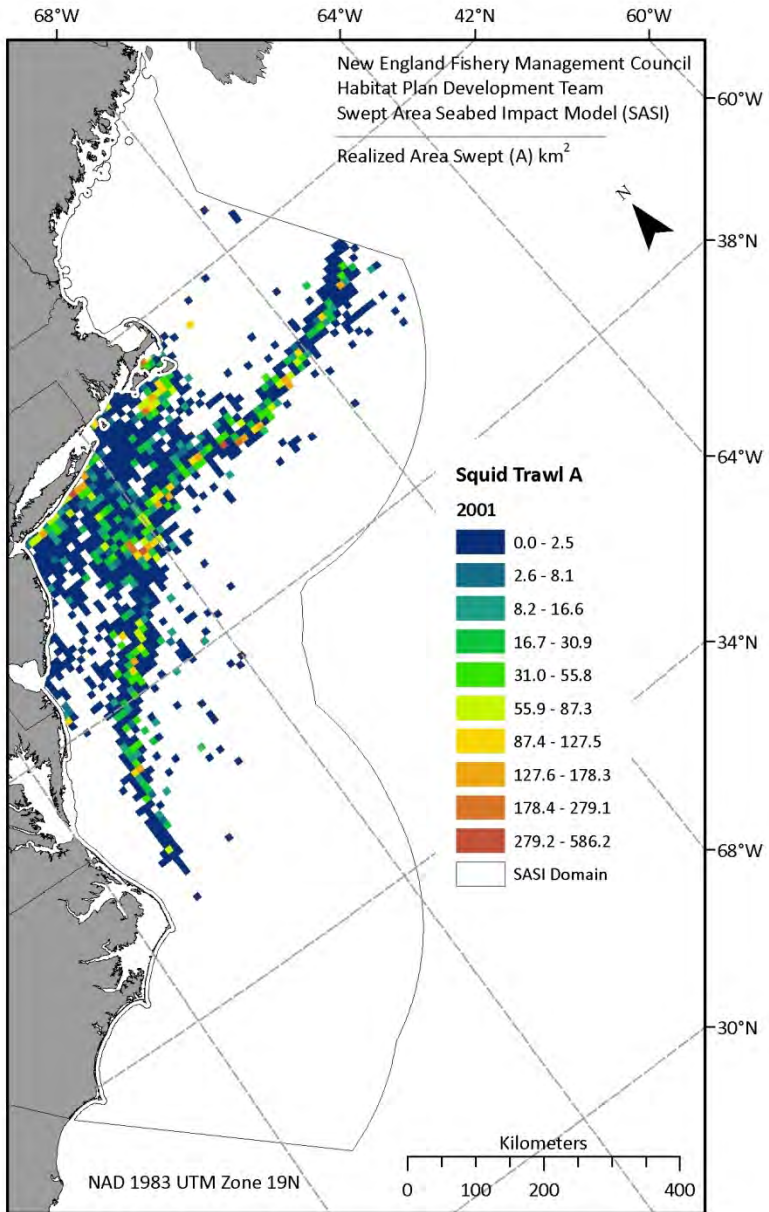 68°W 64°W 42°N 60°W
New England Fishery Management Council
Habitat Plan Development Team
Swept Area Seabed Impact Model (SASI)
Realized Area Swept (A) km²
60°W
N
38°N
64°W
34°N
68°W
30°N
Squid Trawl A
2001
0.0 - 2.5
2.6 - 8.1
8.2 - 16.6
16.7 - 30.9
31.0 - 55.8
55.9 - 87.3
87.4 - 127.5
127.6 - 178.3
178.4 - 279.1
279.2 - 586.2
SASI Domain
Kilometers
0 100 200 400
NAD 1983 UTM Zone 19N